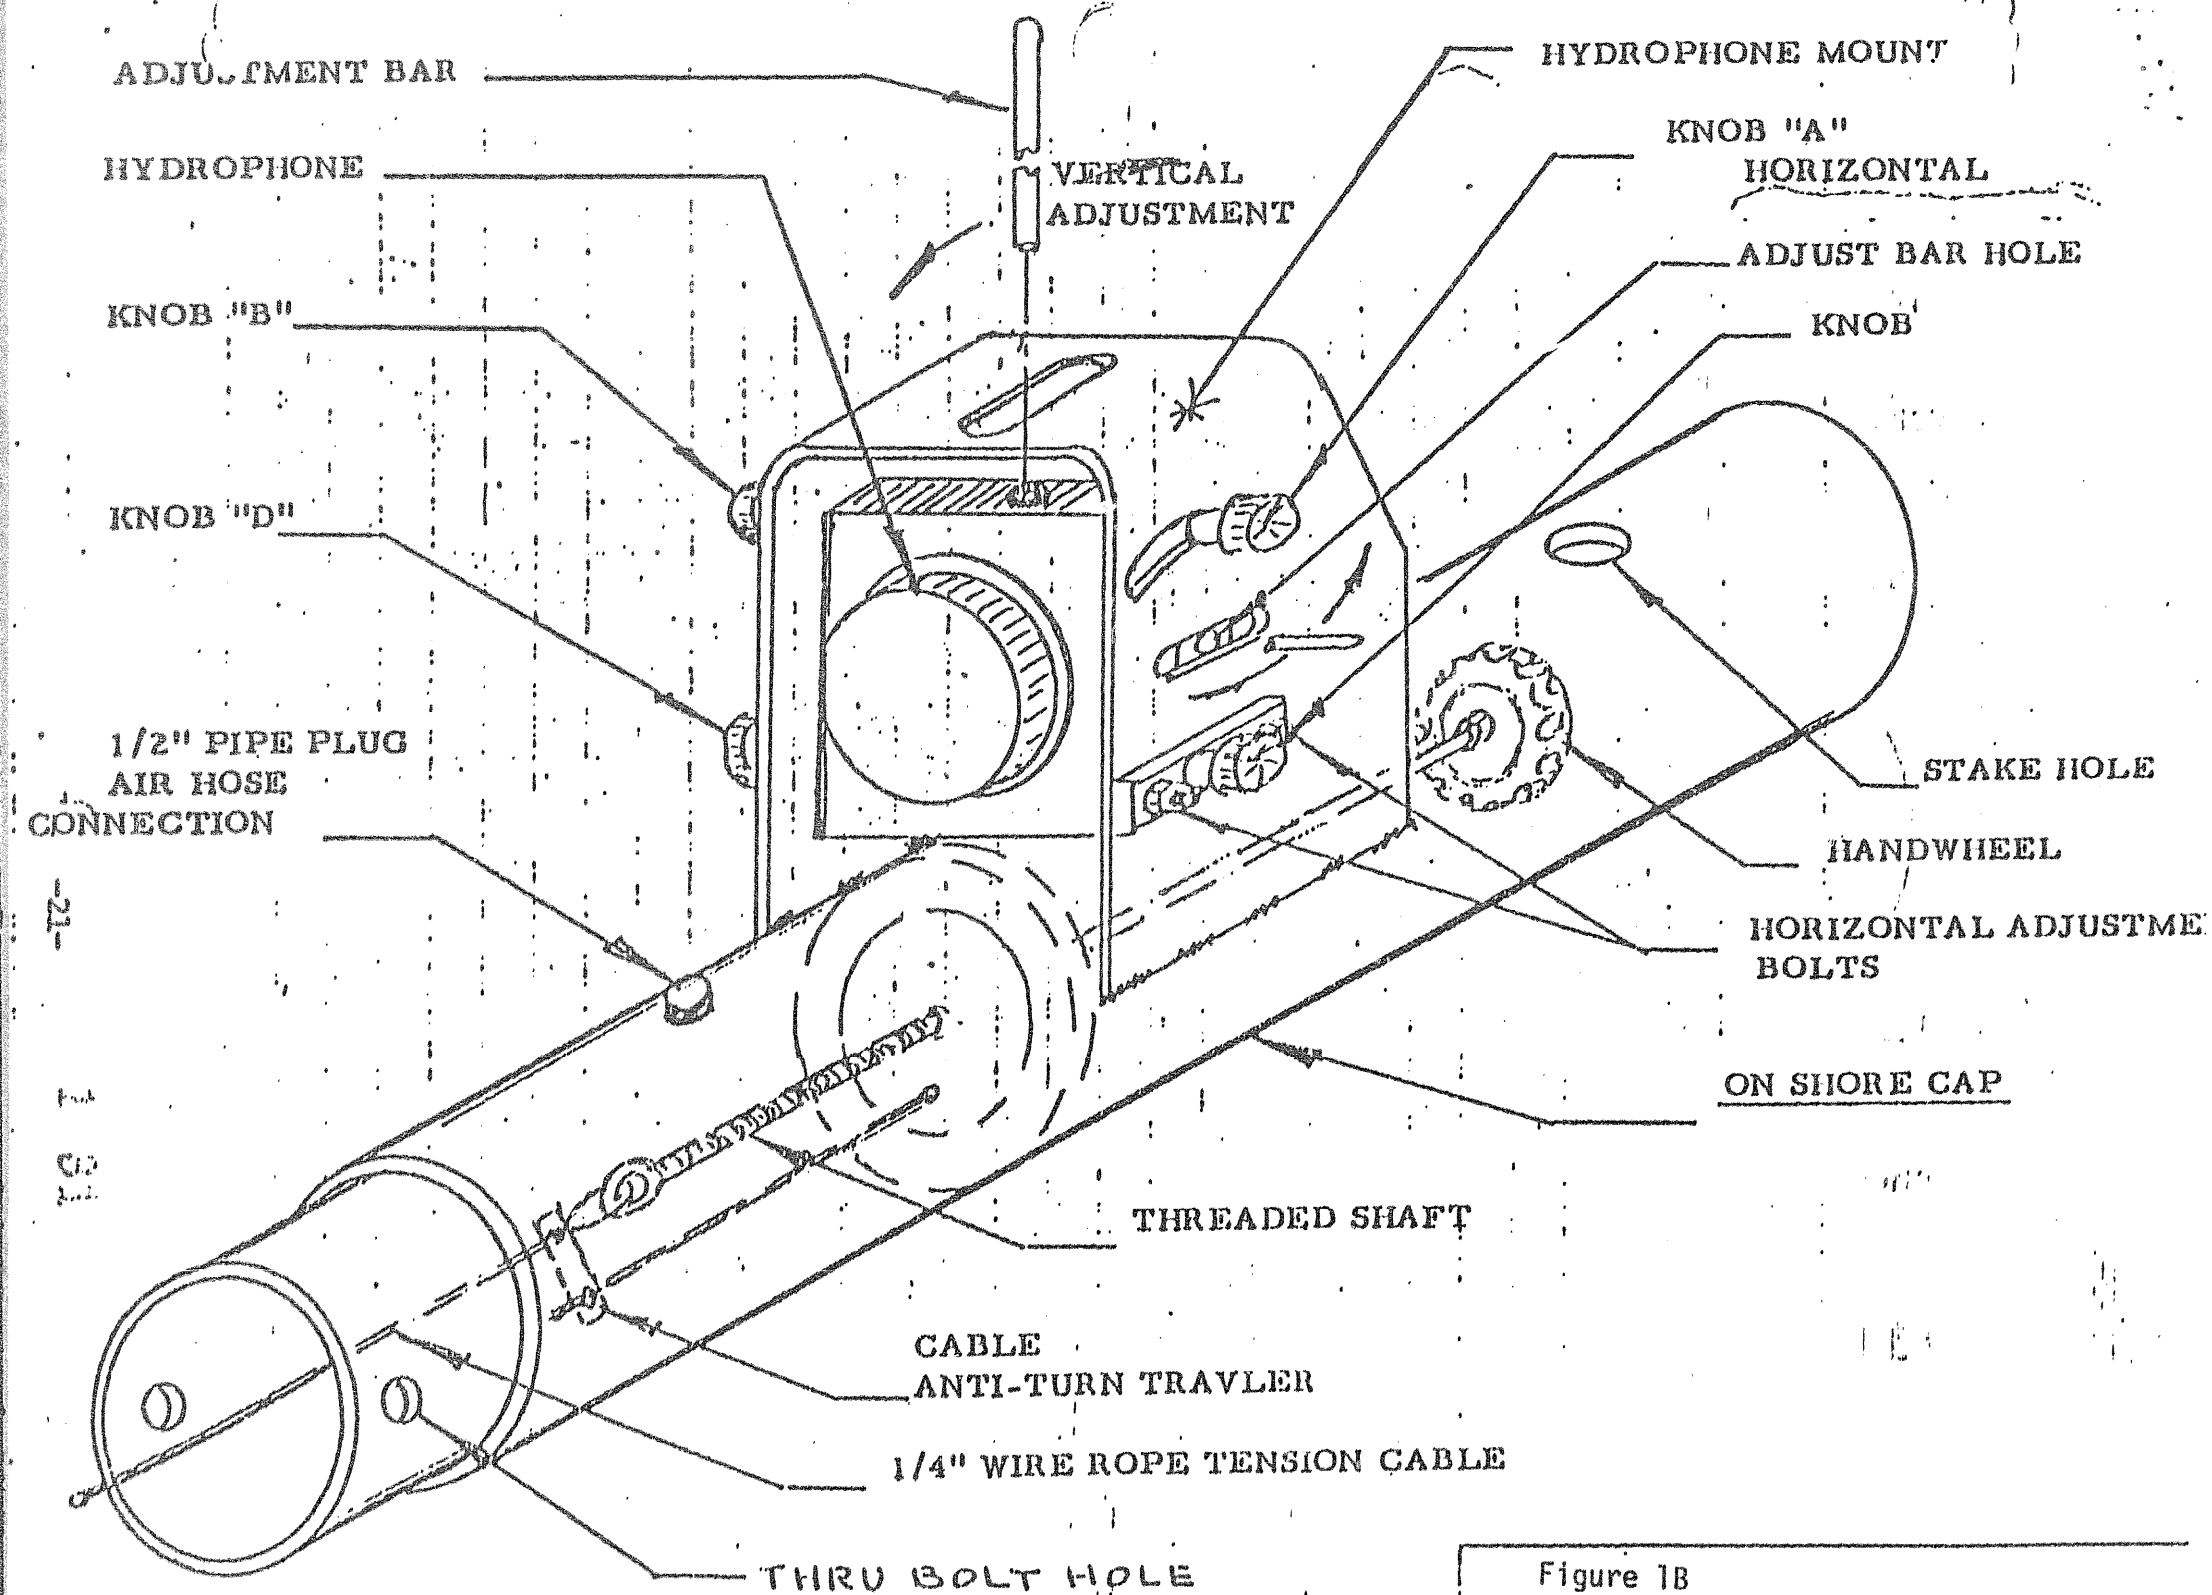 ADJUSTMENT BAR
HYDROPHONE MOUNT
KNOB "A"
HORIZONTAL
HYDROPHONE
VERTICAL
ADJUSTMENT
ADJUST BAR HOLE
KNOB "B"
KNOB
KNOB "D"
1/2" PIPE PLUG
AIR HOSE
CONNECTION
STAKE HOLE
HANDWHEEL
-21-
HORIZONTAL ADJUSTME
BOLTS
ON SHORE CAP
THREADED SHAFT
CABLE
ANTI-TURN TRAVLER
1/4" WIRE ROPE TENSION CABLE
THRU BOLT HOLE
Figure 1B